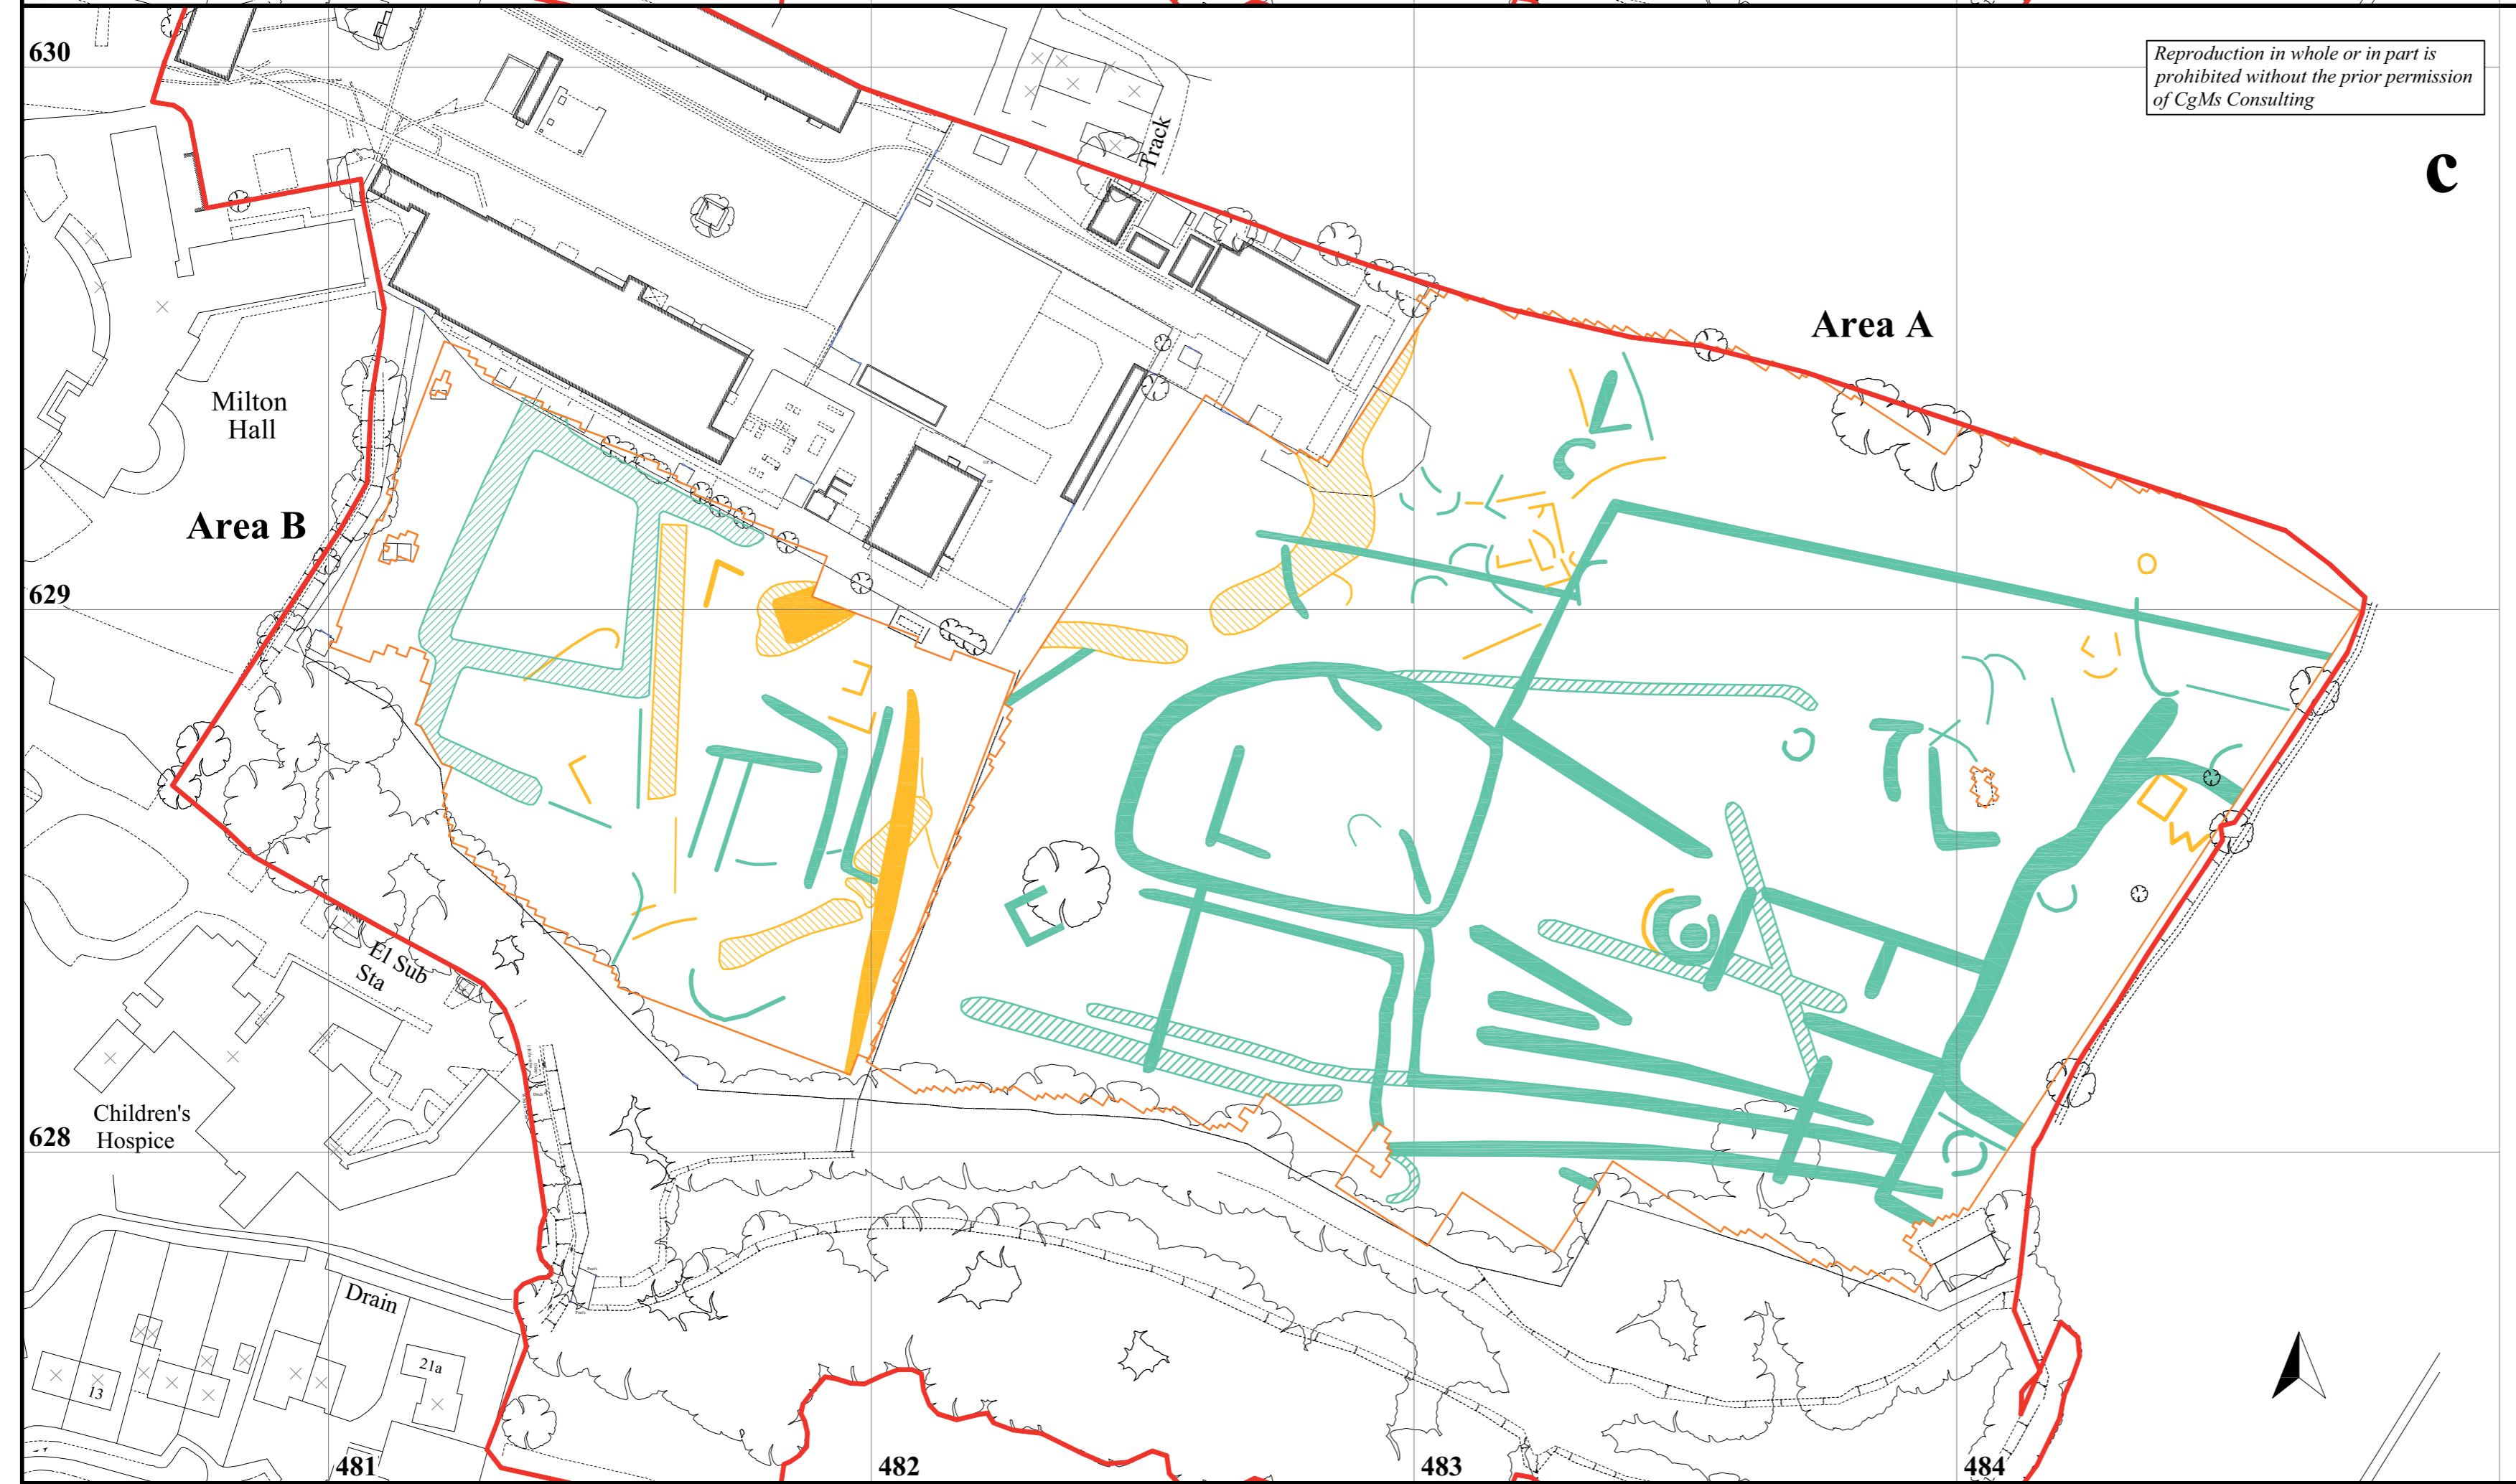 630
Reproduction in whole or in part is
prohibited without the prior permission
of CgMs Consulting
Track
c
Area A
Milton
Hall
Area B
629
El Sub
Sta
Children's
Hospice
628
Drain
21a
13
481
482
483
484